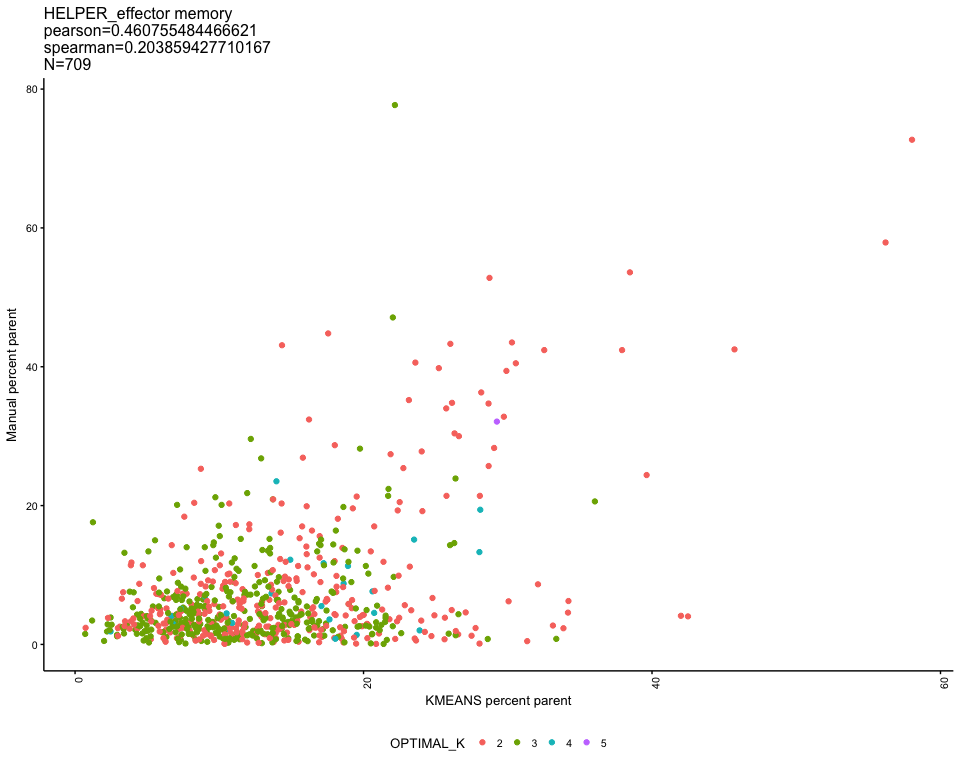 HELPER_effector memory
pearson=0.460755484466621
spearman=0.203859427710167
N=709
80
60
40
20
0
Manual percent parent
0
20
40
60
KMEANS percent parent
OPTIMAL_K 2 3 4 5